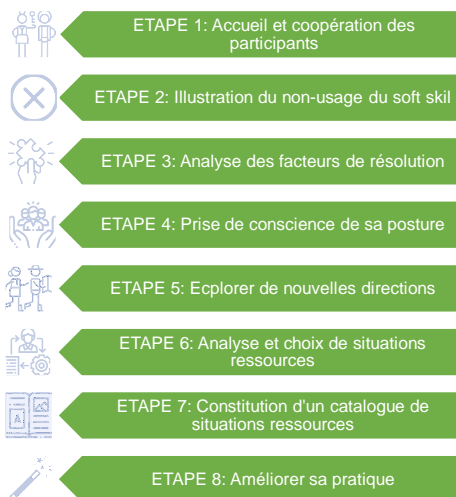 ETAPE 1: Accueil et coopération des
participants
ETAPE 2: Illustration du non-usage du soft skil
ETAPE 3: Analyse des facteurs de résolution
ETAPE 4: Prise de conscience de sa posture
ETAPE 5: Ecplorer de nouvelles directions
ETAPE 6: Analyse et choix de situations
ressources
A
ETAPE 7: Constitution d'un catalogue de
situations ressources
ETAPE 8: Améliorer sa pratique